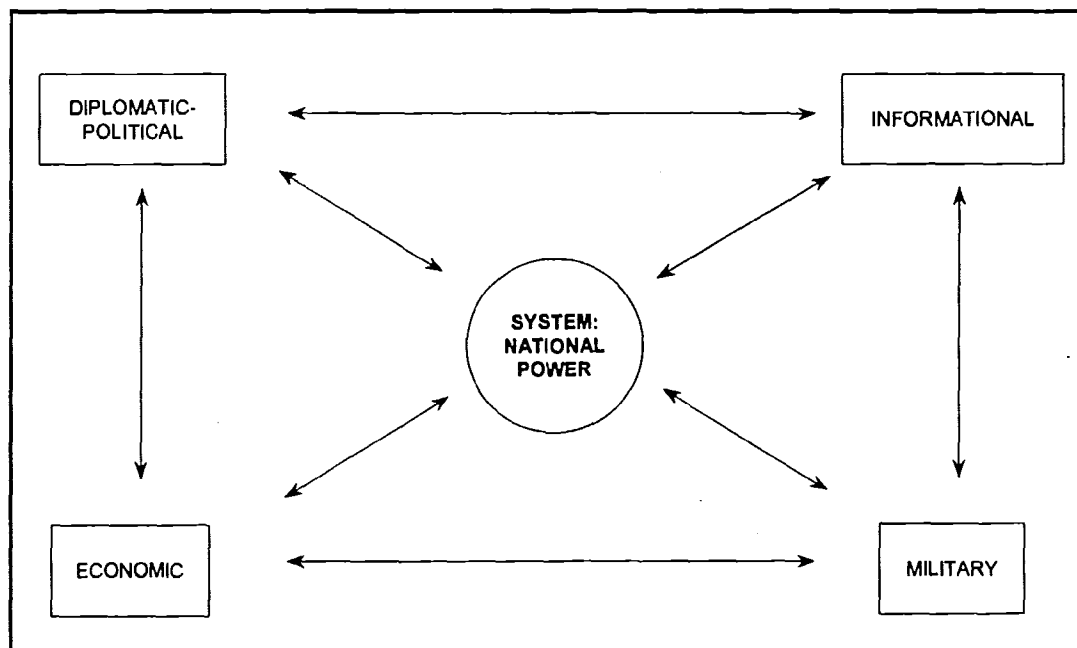 DIPLOMATIC-
POLITICAL
INFORMATIONAL
SYSTEM:
NATIONAL
POWER
ECONOMIC
MILITARY